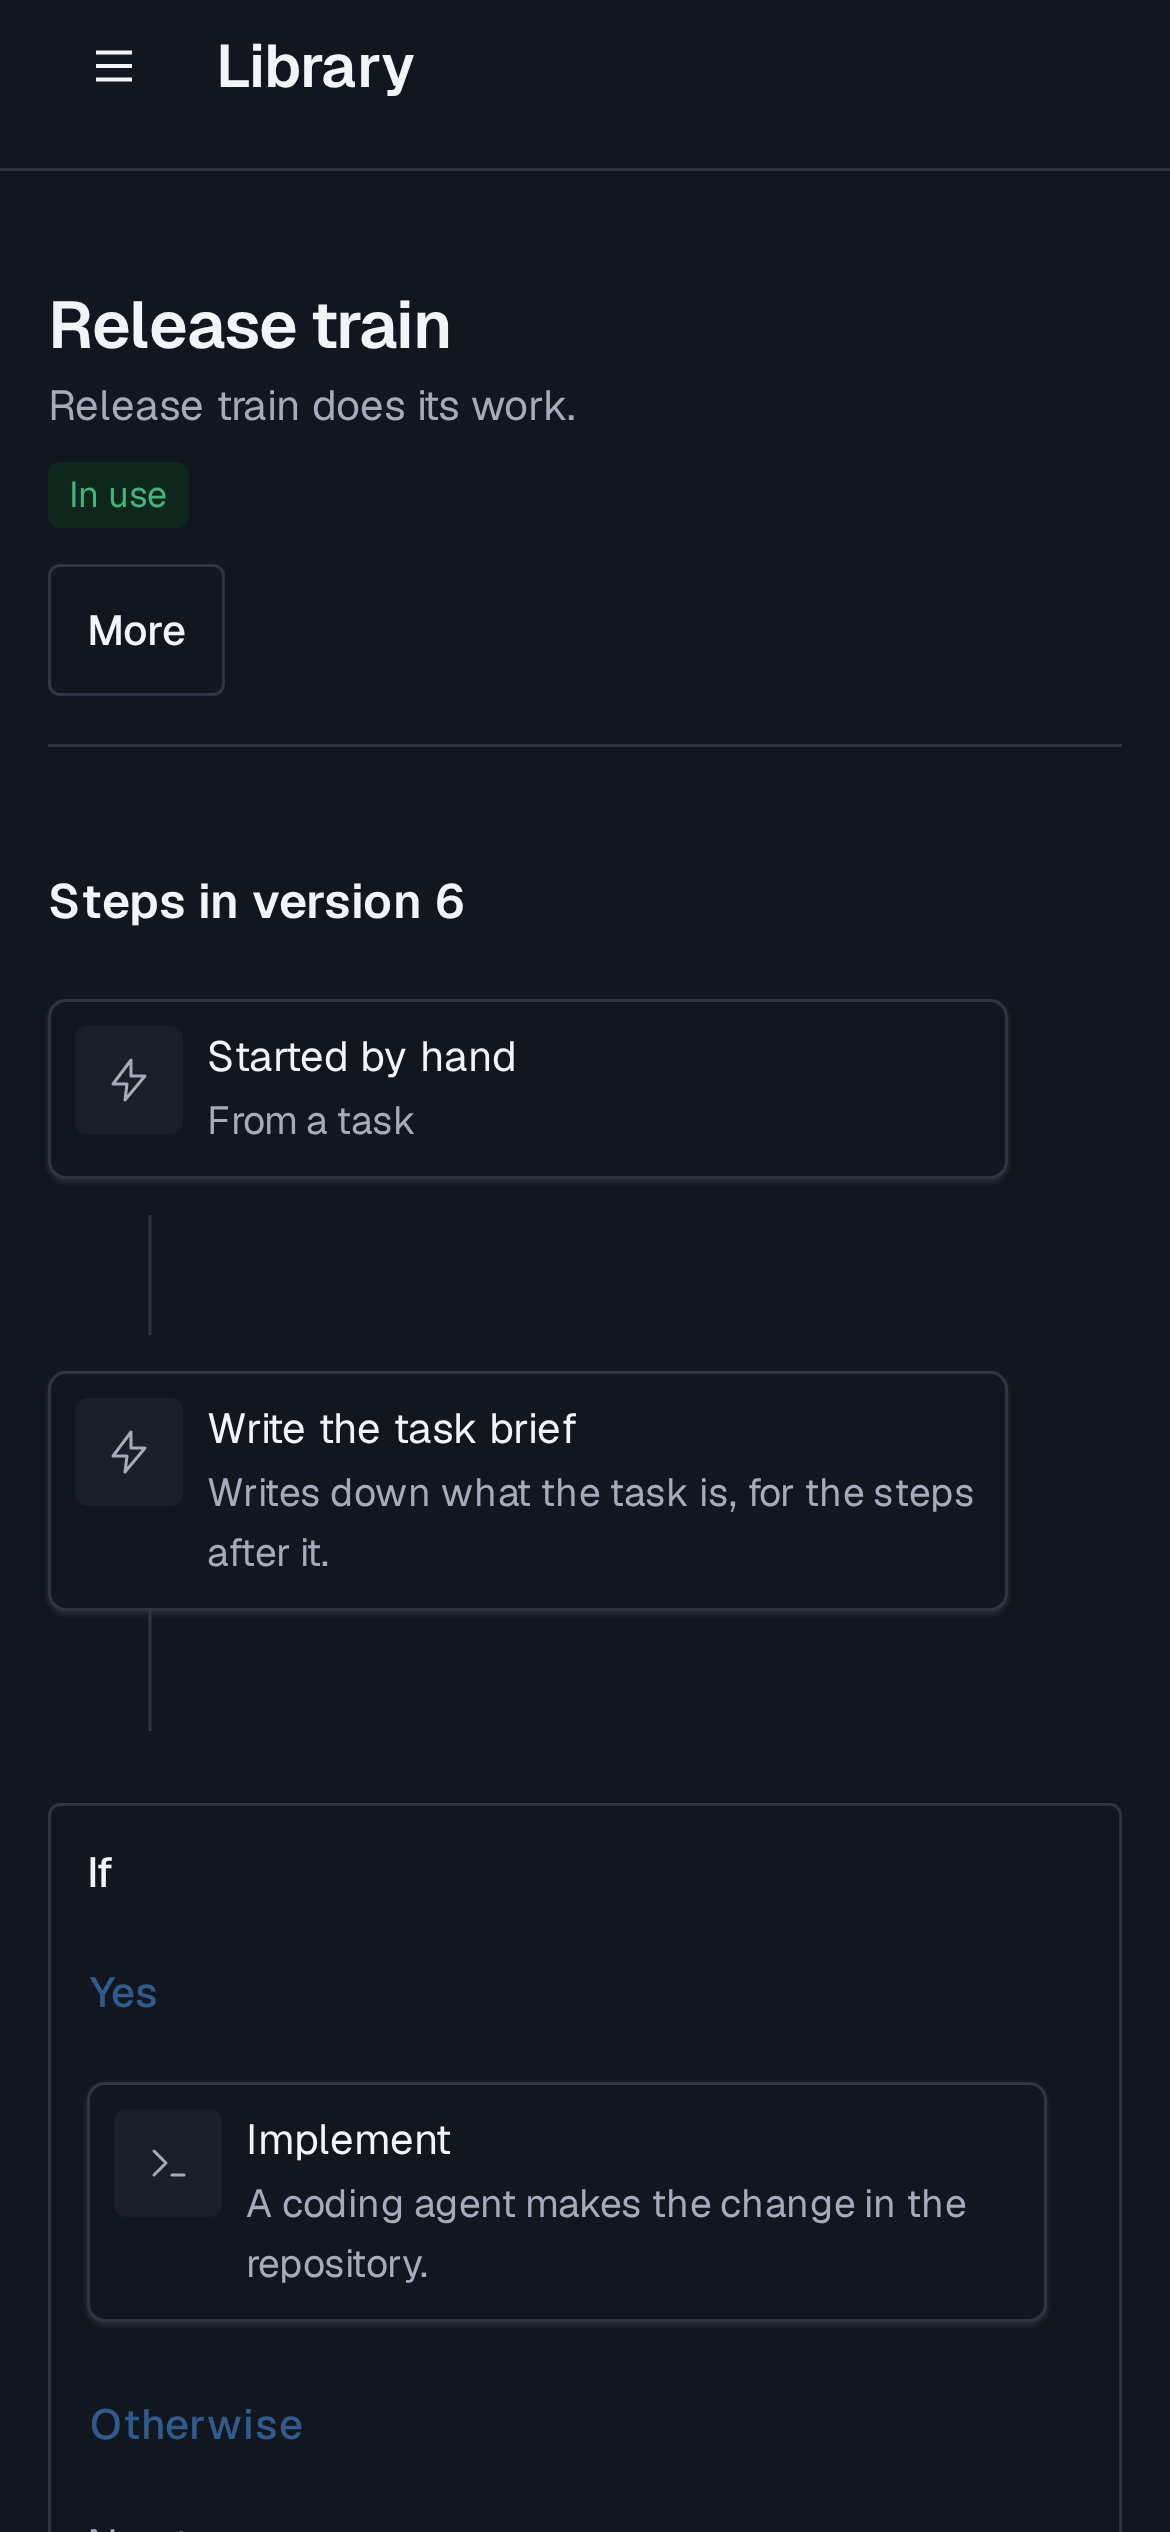 Library
Release train
Release train does its work.
In use
More
Steps in version 6
Started by hand
From a task
Write the task brief
Writes down what the task is, for the steps
after it.
If
Yes
Implement
A coding agent makes the change in the
repository.
Otherwise